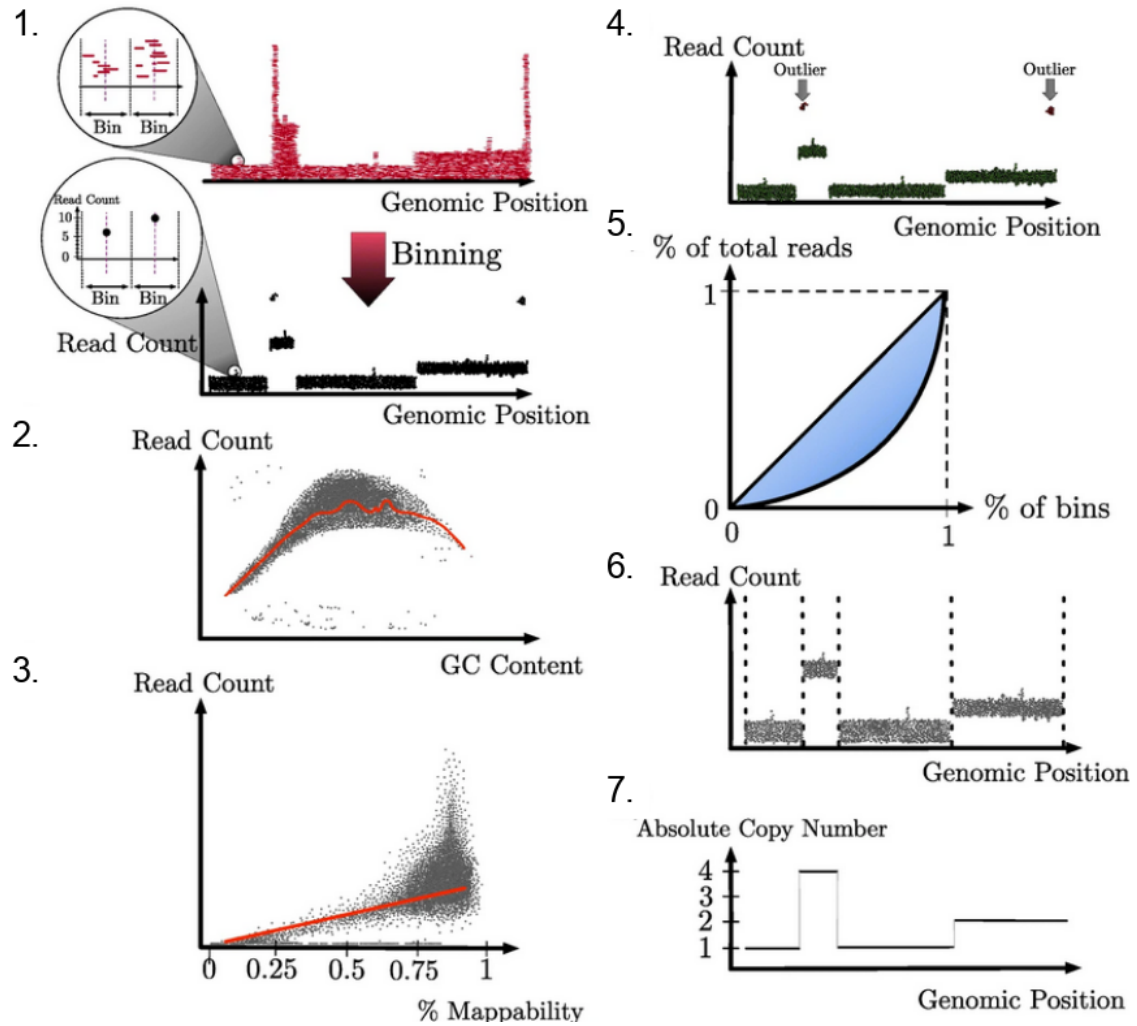 1.
Bin
Bin
Genomic Position
Read Count
10
5
0
Bin
Bin
Binning
Read Count
Genomic Position
2.
Read Count
GC Content
3.
Read Count
0
0.25
0.5
0.75
1
% Mappability
4.
Read Count
Outlier
Outlier
Genomic Position
5.
% of total reads
1
0
0
1
% of bins
6.
Read Count
Genomic Position
7.
Absolute Copy Number
4
3
2
1
Genomic Position